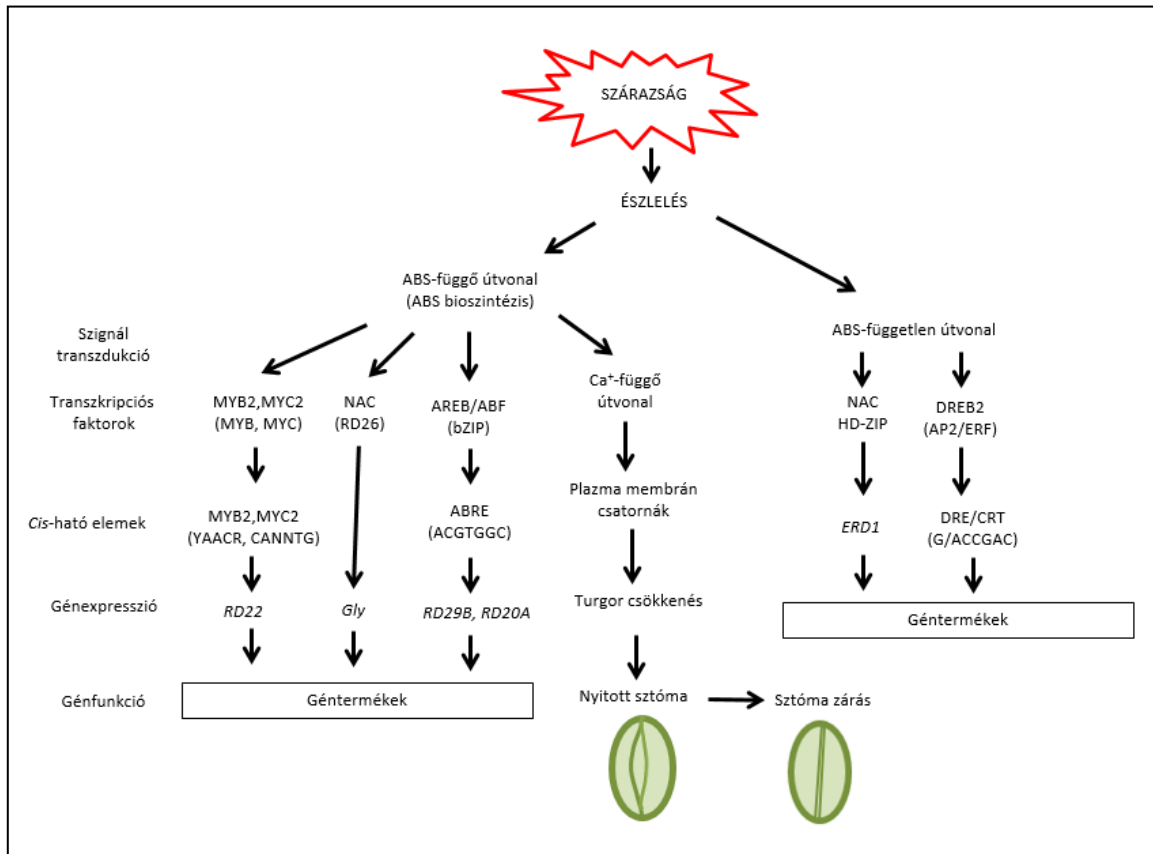 SZÁRAZSÁG
ÉSZLELÉS
ABS-függő útvonal
(ABS bioszintézis)
ABS-független útvonal
Szignál
transzdukció
Transzkripciós
faktorok
MYB2,MYC2
(MYB, MYC)
NAC
(RD26)
AREB/ABF
(bZIP)
Ca⁺-függő
útvonal
NAC
HD-ZIP
DREB2
(AP2/ERF)
Cis-ható elemek
MYB2,MYC2
(YAACR, CANNTG)
ABRE
(ACGTGGC)
Plazma membrán
csatornák
ERD1
DRE/CRT
(G/ACCGAC)
Génexpresszió
RD22
Gly
RD29B, RD20A
Turgor csökkenés
Géntermékek
Génfunkció
Géntermékek
Nyitott sztóma
Sztóma zárás